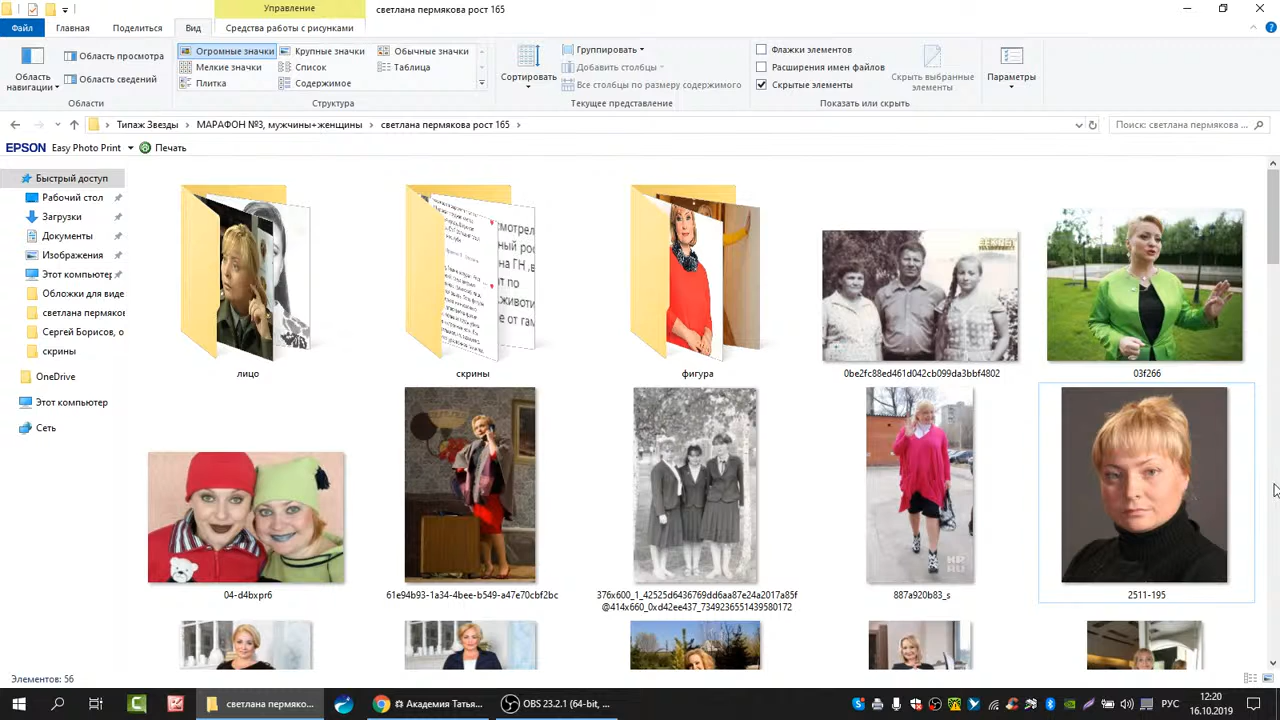 Управление
светлана пермякова рост 165
Файл
Главная
Поделиться
Вид
Средства работы с рисунками
Область навигации
Область просмотра
Область сведений
Области
Огромные значки
Крупные значки
Обычные значки
Мелкие значки
Список
Таблица
Плитка
Содержимое
Структура
Сортировать
Группировать
Добавить столбцы
Все столбцы по размеру содержимого
Текущее представление
Флажки элементов
Расширения имен файлов
Скрытые элементы
Скрыть выбранные элементы
Показать или скрыть
Параметры
Типаж Звезды
МАРАФОН №3, мужчины+женщины
светлана пермякова рост 165
Поиск: светлана пермякова ...
EPSON Easy Photo Print
Печать
Быстрый доступ
Рабочий стол
Загрузки
Документы
Изображения
Этот компьютер
Обложки для виде
светлана пермяков
Сергей Борисов, о
скрины
OneDrive
Этот компьютер
Сеть
лицо
скрины
фигура
0be2fc88ed461d042cb099da3bbf4802
03f266
04-d4bxpr6
61e94b93-1a34-4bee-b549-a47e70cbf2bc
376x600_1_42525d6436769dd6aa87e24a2017a85f
@414x660_0xd42ee437_7349236551439580172
887a920b83_s
2511-195
Элементов: 56
светлана пермяко...
Академия Татья...
OBS 23.2.1 (64-bit, ...
РУС
12:20
16.10.2019